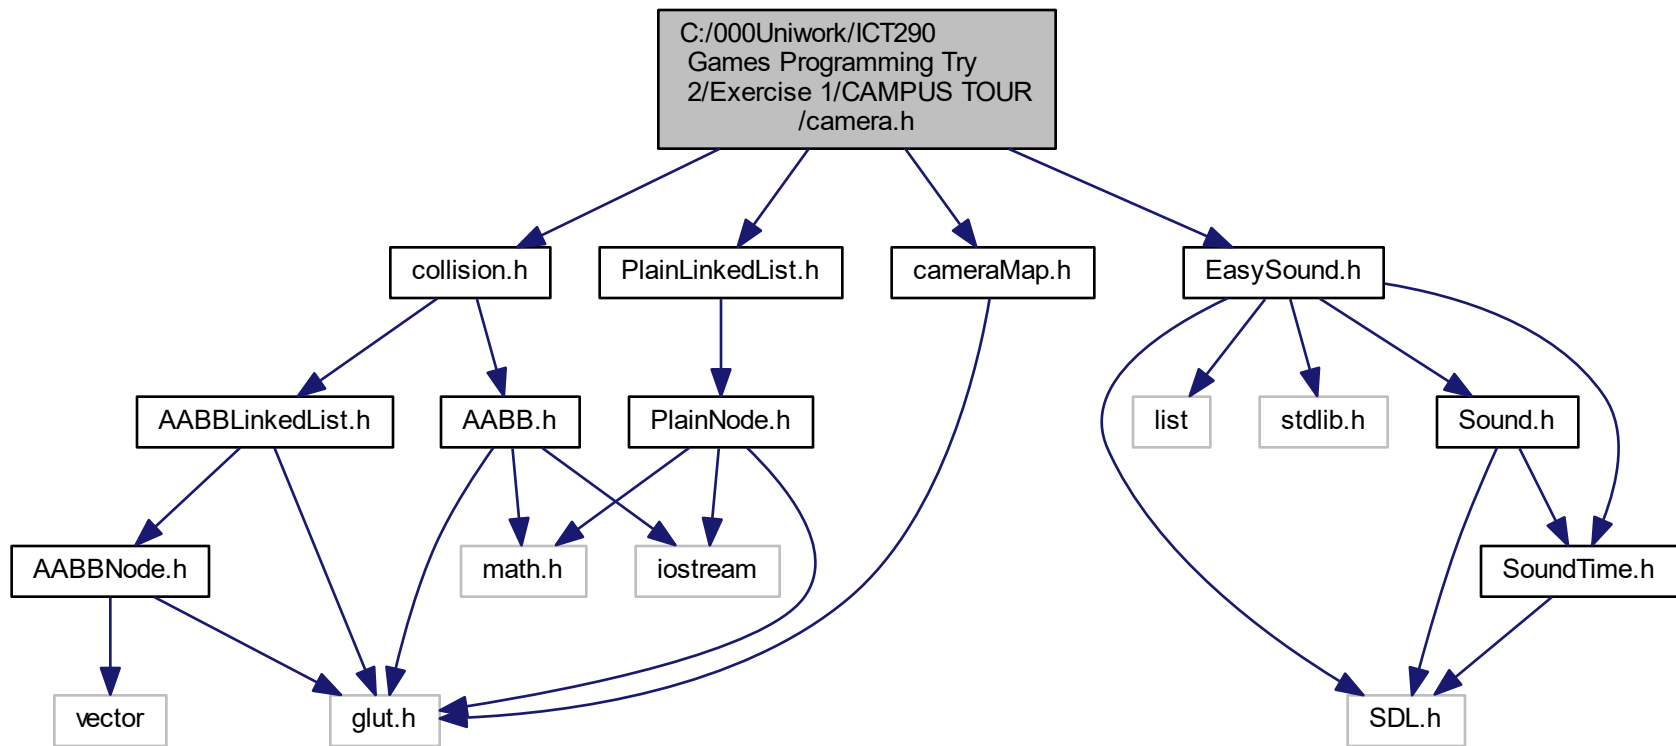 C:/000Uniwork/ICT290
Games Programming Try
2/Exercise 1/CAMPUS TOUR
/camera.h
collision.h
PlainLinkedList.h
cameraMap.h
EasySound.h
AABBLinkedList.h
AABB.h
PlainNode.h
list
stdlib.h
Sound.h
AABBNode.h
math.h
iostream
SoundTime.h
vector
glut.h
SDL.h